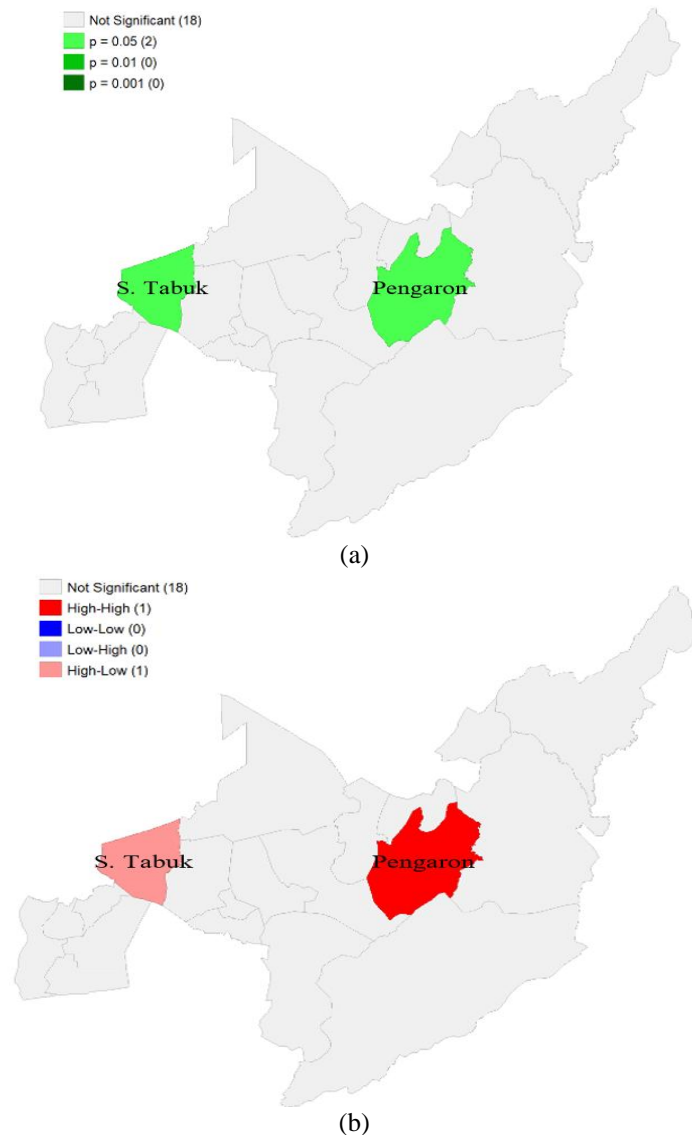 Not Significant (18)
p = 0.05 (2)
p = 0.01 (0)
p = 0.001 (0)
S. Tabuk
Pengaron
(a)
Not Significant (18)
High-High (1)
Low-Low (0)
Low-High (0)
High-Low (1)
S. Tabuk
Pengaron
(b)